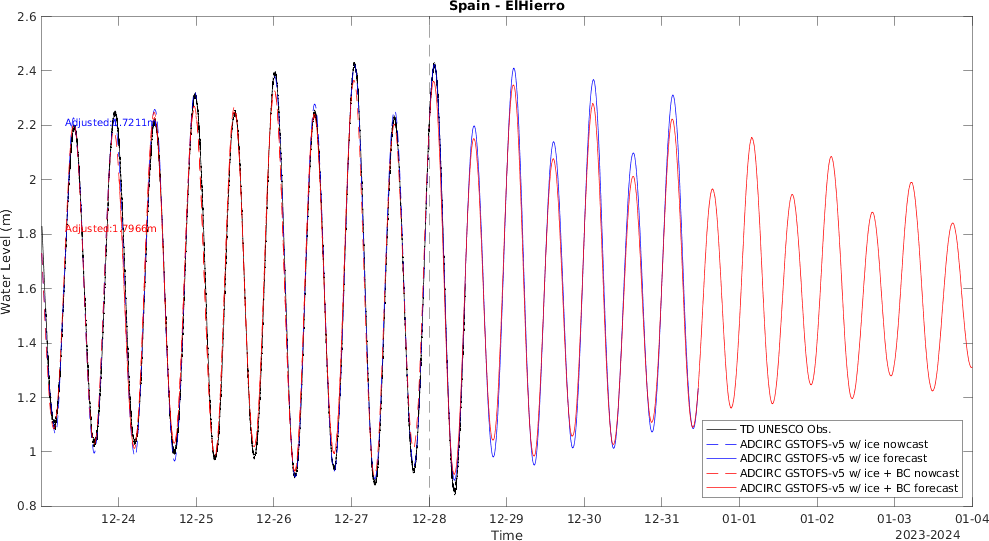 Spain - ElHierro
2.6
2.4
2.2
2
1.8
1.6
1.4
1.2
1
0.8
Water Level (m)
Adjusted:1.7211m
Adjusted:1.7966m
TD UNESCO Obs.
ADCIRC GSTOFS-v5 w/ ice nowcast
ADCIRC GSTOFS-v5 w/ ice forecast
ADCIRC GSTOFS-v5 w/ ice + BC nowcast
ADCIRC GSTOFS-v5 w/ ice + BC forecast
12-24 12-25 12-26 12-27 12-28 12-29 12-30 12-31 01-01 01-02 01-03 01-04
Time
2023-2024